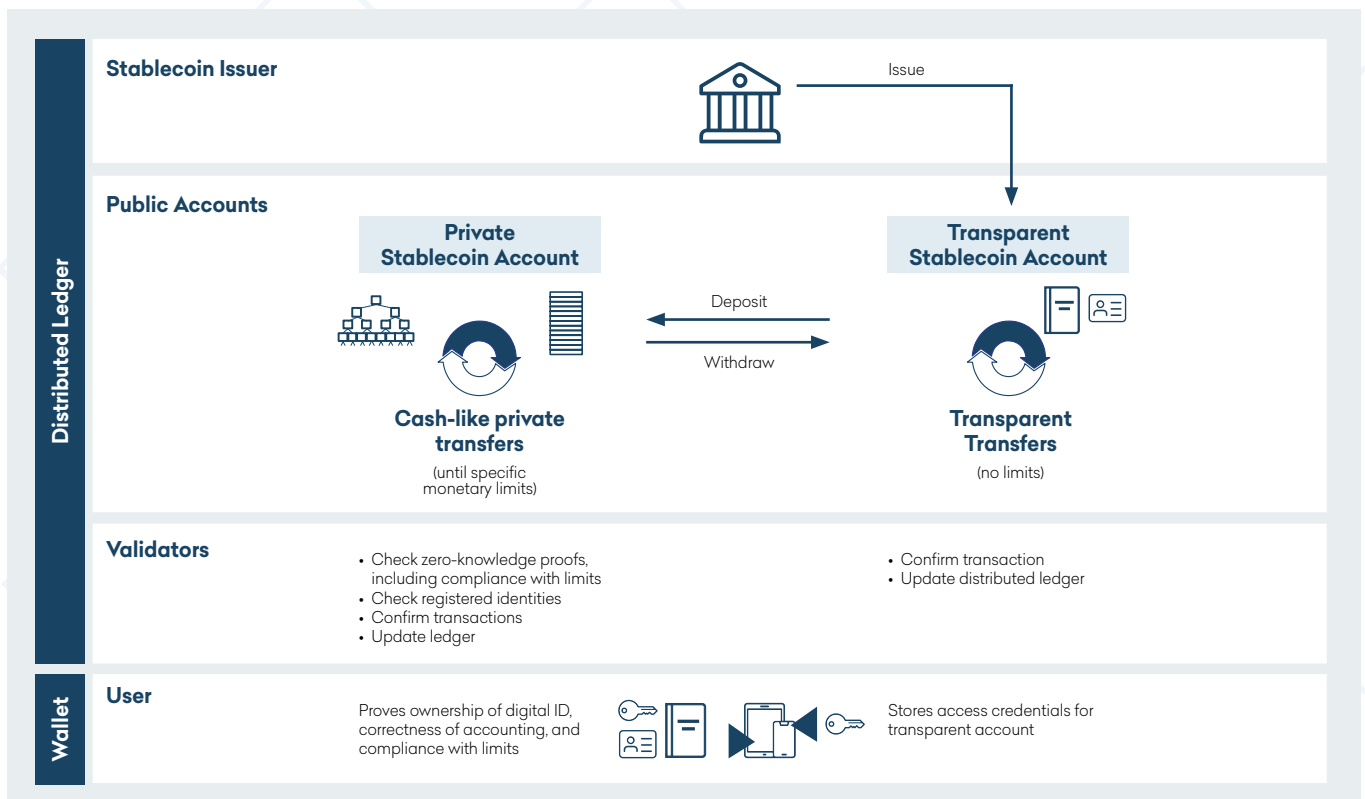 Distributed Ledger
Stablecoin Issuer
Issue
Public Accounts
Private
Stablecoin Account
Transparent
Stablecoin Account
Deposit
Withdraw
Cash-like private
transfers
(until specific
monetary limits)
Transparent
Transfers
(no limits)
Validators
• Check zero-knowledge proofs,
including compliance with limits
• Check registered identities
• Confirm transactions
• Update ledger
• Confirm transaction
• Update distributed ledger
Wallet
User
Proves ownership of digital ID,
correctness of accounting, and
compliance with limits
Stores access credentials for
transparent account